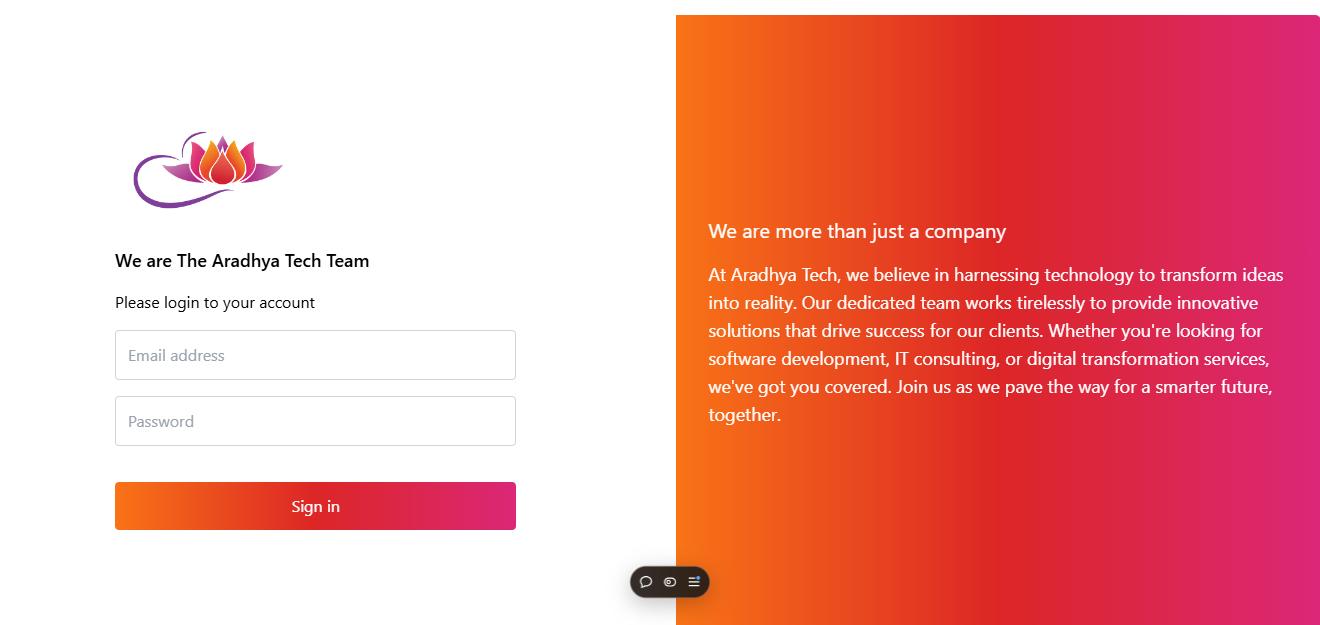 We are The Aradhya Tech Team
Please login to your account
Email address
Password
Sign in
We are more than just a company
At Aradhya Tech, we believe in harnessing technology to transform ideas
into reality. Our dedicated team works tirelessly to provide innovative
solutions that drive success for our clients. Whether you're looking for
software development, IT consulting, or digital transformation services,
we've got you covered. Join us as we pave the way for a smarter future,
together.